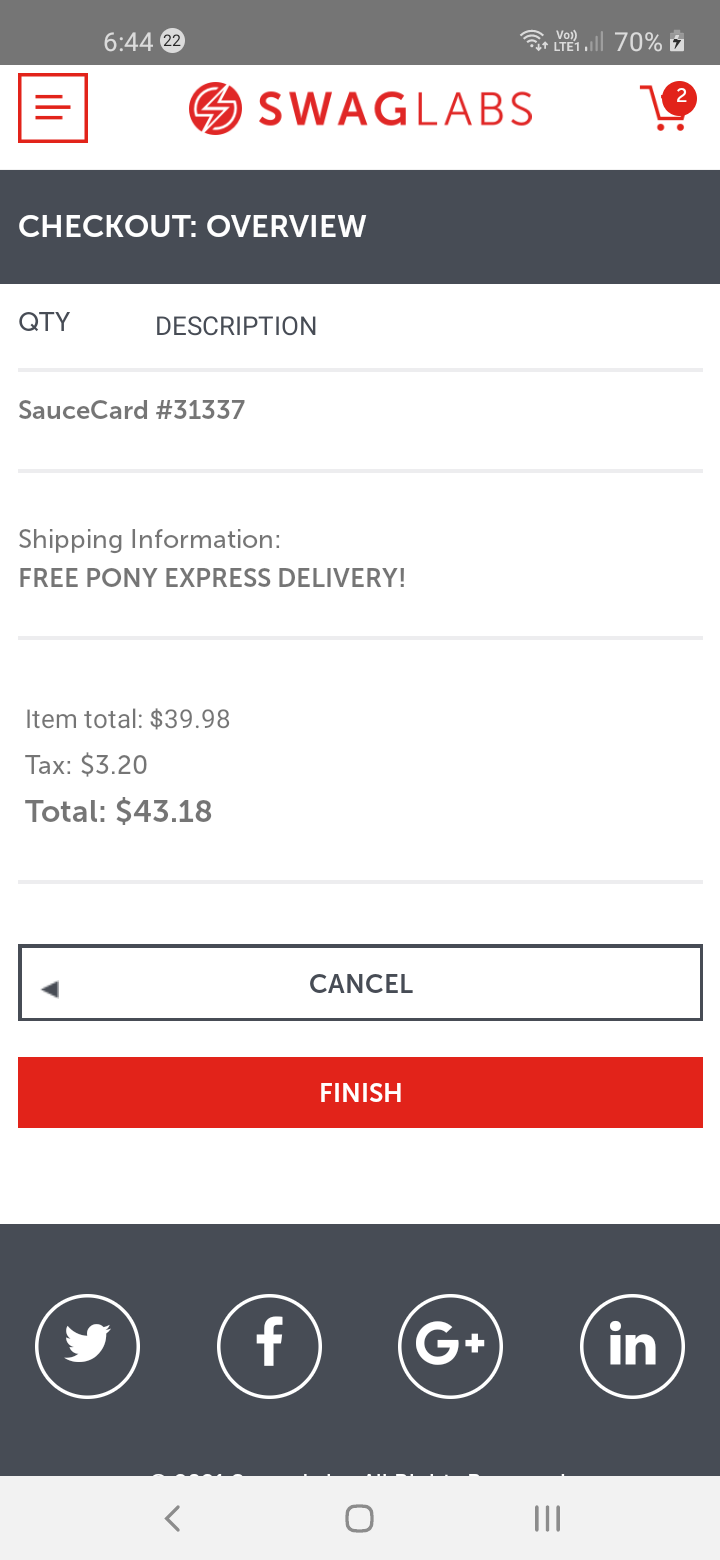 6:44 22 Vo)) LTE1 70%
SWAGLABS 2
CHECKOUT: OVERVIEW
QTY DESCRIPTION
SauceCard #31337
Shipping Information:
FREE PONY EXPRESS DELIVERY!
Item total: $39.98
Tax: $3.20
Total: $43.18
CANCEL
FINISH
f G+ in